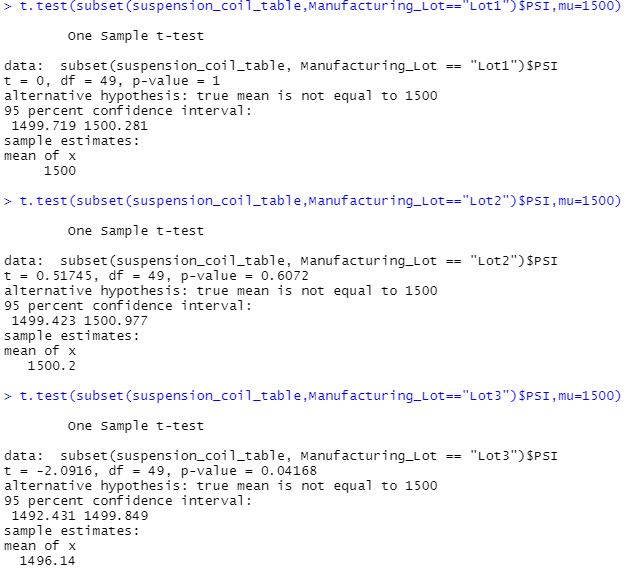 > t.test(subset(suspension_coil_table,Manufacturing_Lot=="Lot1")$PSI,mu=1500)
One Sample t-test
data:  subset(suspension_coil_table, Manufacturing_Lot == "Lot1")$PSI
t = 0, df = 49, p-value = 1
alternative hypothesis: true mean is not equal to 1500
95 percent confidence interval:
1499.719 1500.281
sample estimates:
mean of x
1500
> t.test(subset(suspension_coil_table,Manufacturing_Lot=="Lot2")$PSI,mu=1500)
One Sample t-test
data:  subset(suspension_coil_table, Manufacturing_Lot == "Lot2")$PSI
t = 0.51745, df = 49, p-value = 0.6072
alternative hypothesis: true mean is not equal to 1500
95 percent confidence interval:
1499.423 1500.977
sample estimates:
mean of x
1500.2
> t.test(subset(suspension_coil_table,Manufacturing_Lot=="Lot3")$PSI,mu=1500)
One Sample t-test
data:  subset(suspension_coil_table, Manufacturing_Lot == "Lot3")$PSI
t = -2.0916, df = 49, p-value = 0.04168
alternative hypothesis: true mean is not equal to 1500
95 percent confidence interval:
1492.431 1499.849
sample estimates:
mean of x
1496.14